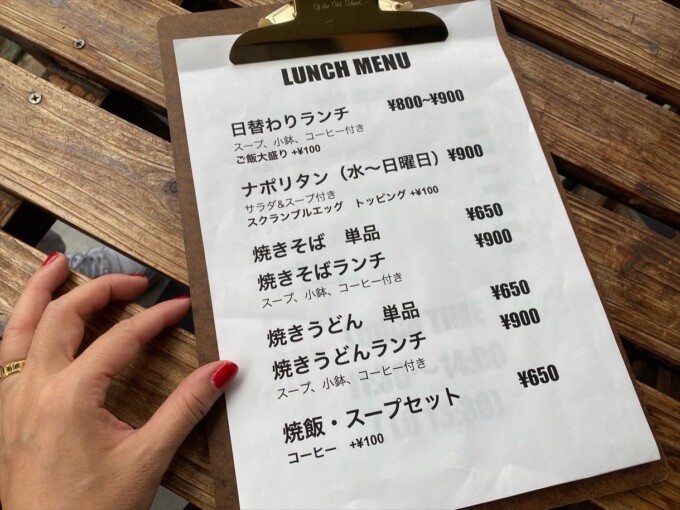 Of the Old School
LUNCH MENU
日替わりランチ ¥800~¥900
スープ、小鉢、コーヒー付き
ご飯大盛り +¥100
ナポリタン（水〜日曜日） ¥900
サラダ&スープ付き
スクランブルエッグ トッピング +¥100
焼きそば 単品 ¥650
焼きそばランチ ¥900
スープ、小鉢、コーヒー付き
焼きうどん 単品 ¥650
焼きうどんランチ ¥900
スープ、小鉢、コーヒー付き
焼飯・スープセット ¥650
コーヒー +¥100